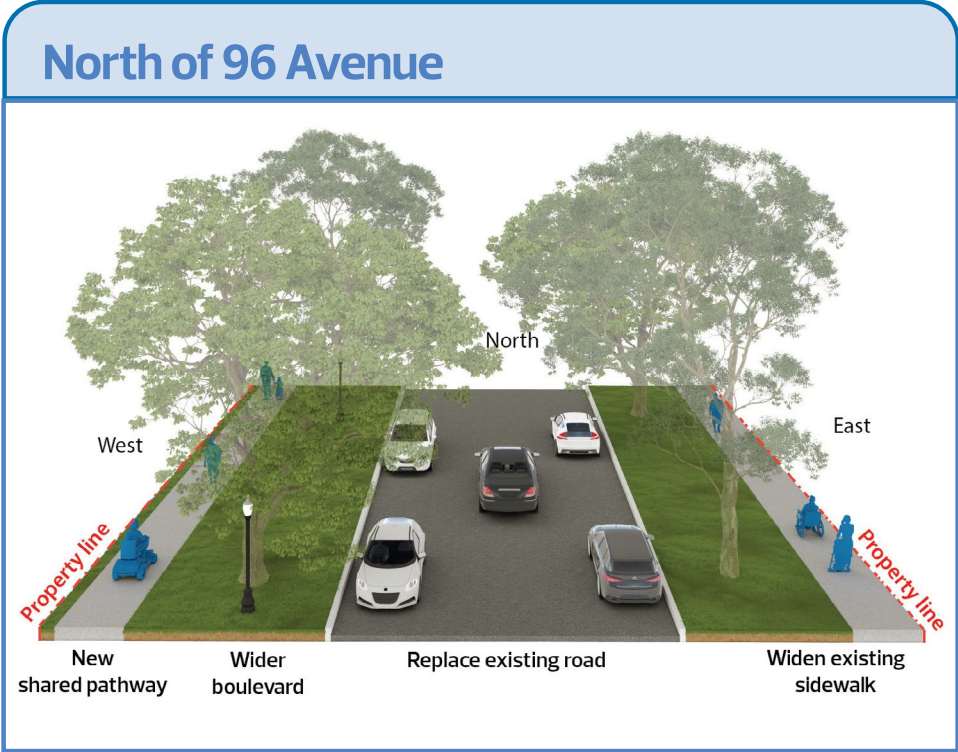 North of 96 Avenue
North
West
East
Property line
Property line
New
shared pathway
Wider
boulevard
Replace existing road
Widen existing
sidewalk